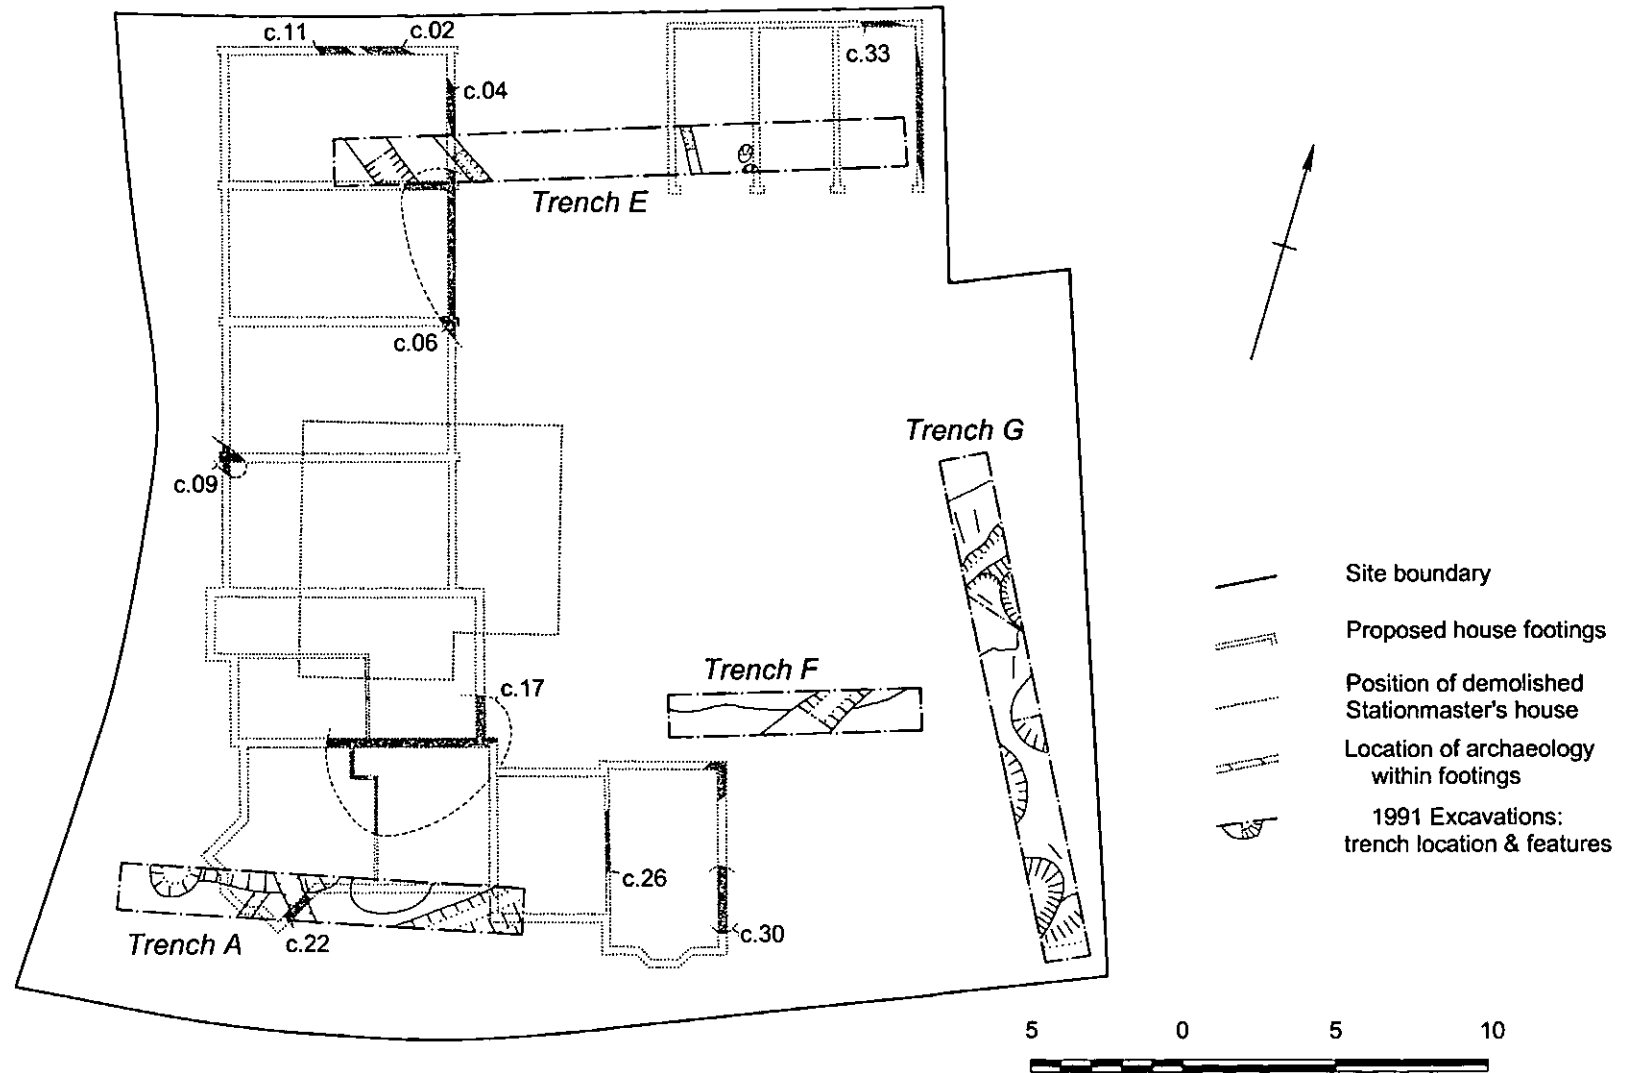 c.11
c.02
c.33
c.04
Trench E
c.06
Trench G
c.09
Site boundary
Proposed house footings
Trench F
Position of demolished
Stationmaster's house
c.17
Location of archaeology
within footings
1991 Excavations:
trench location & features
c.26
Trench A
c.22
c.30
5 0 5 10